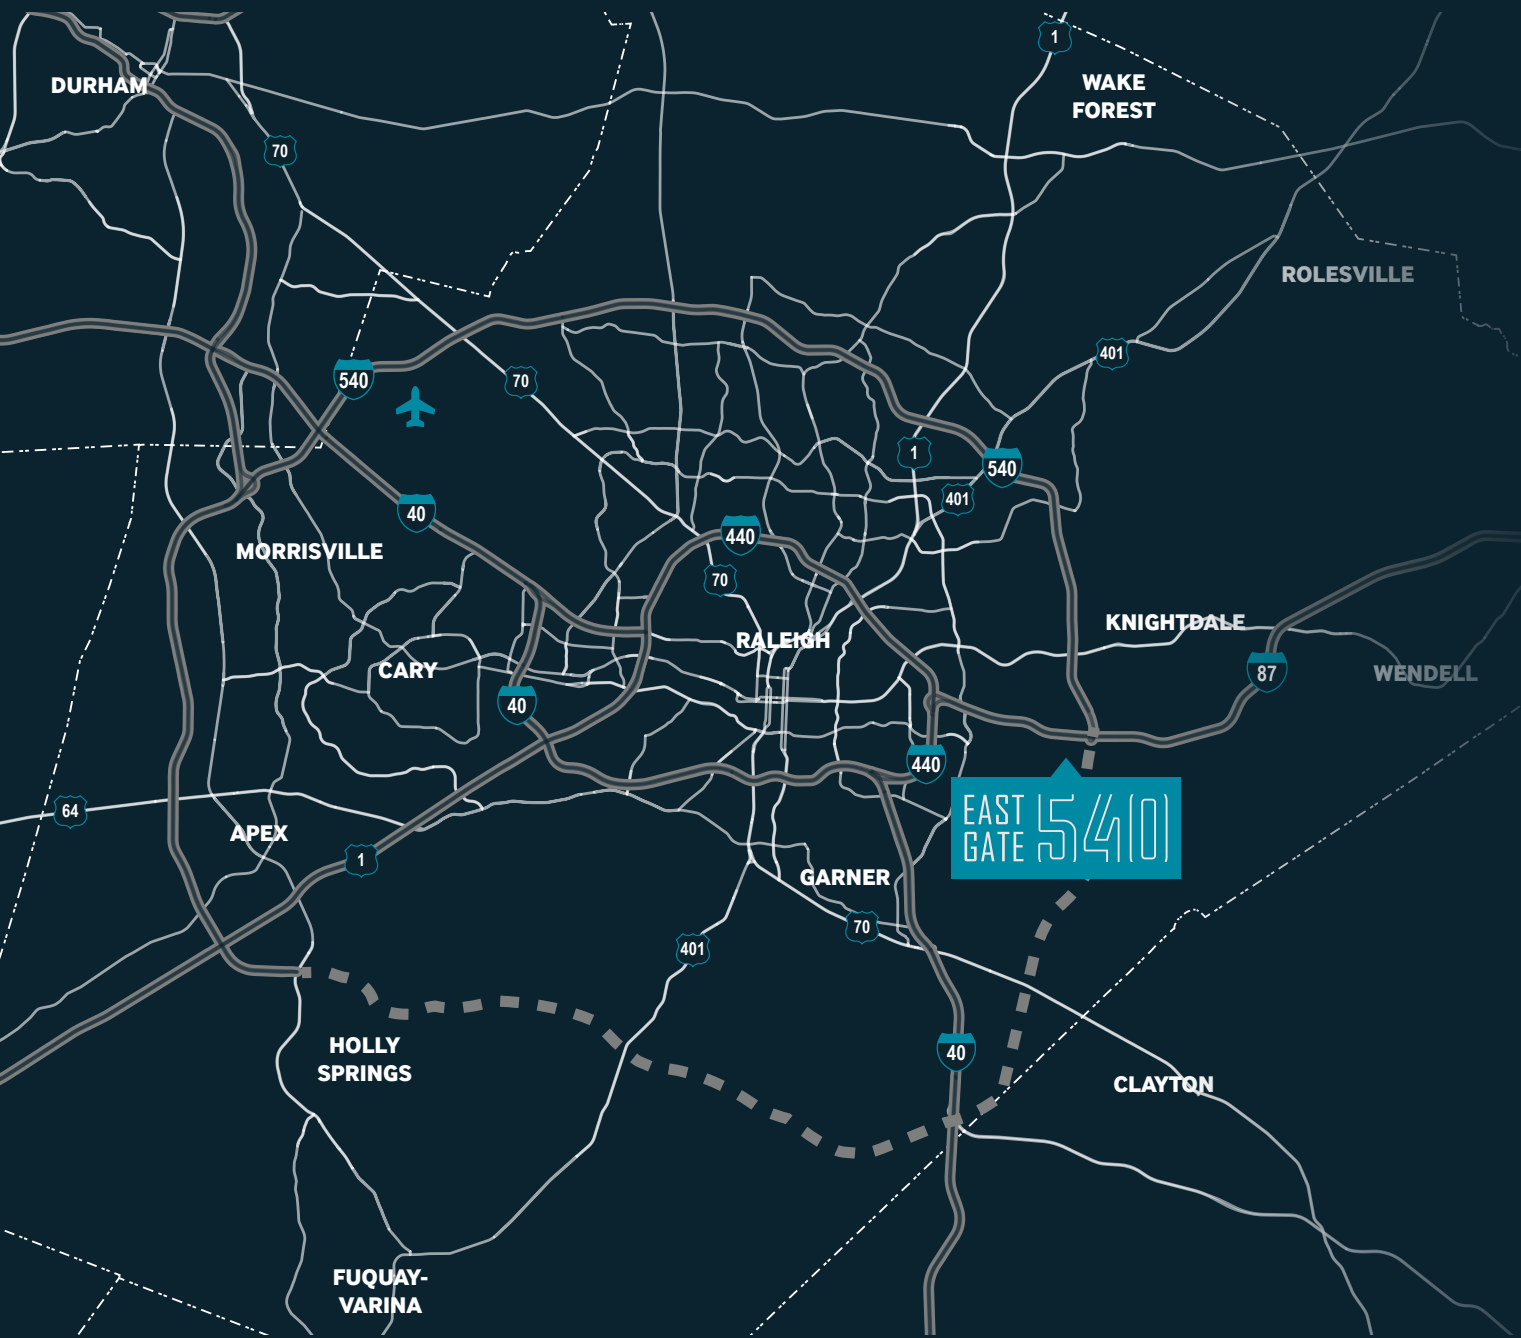 1
WAKE
FOREST
DURHAM
70
ROLESVILLE
401
540
70
1
540
401
40
440
MORRISVILLE
70
KNIGHTDALE
RALEIGH
CARY
87
WENDELL
40
440
64
EAST
GATE
540
APEX
1
GARNER
70
401
HOLLY
SPRINGS
40
CLAYTON
FUQUAY-
VARINA